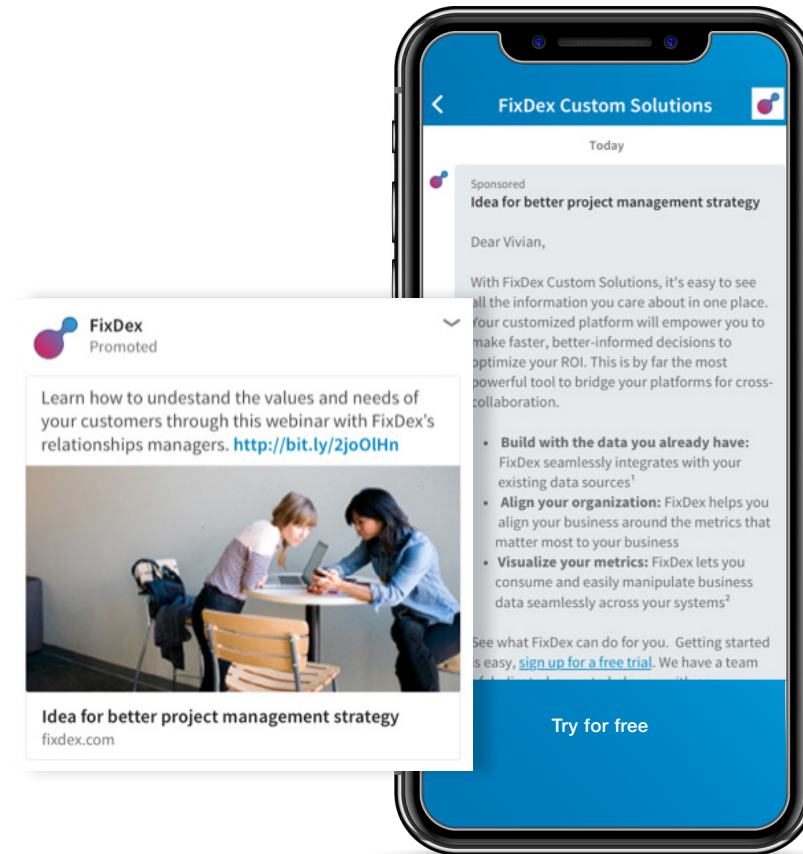 FixDex Custom Solutions
Today
Sponsored
Idea for better project management strategy
Dear Vivian,
With FixDex Custom Solutions, it's easy to see
all the information you care about in one place.
Your customized platform will empower you to
make faster, better-informed decisions to
optimize your ROI. This is by far the most
powerful tool to bridge your platforms for cross-
collaboration.
• Build with the data you already have:
FixDex seamlessly integrates with your
existing data sources¹
• Align your organization: FixDex helps you
align your business around the metrics that
matter most to your business
• Visualize your metrics: FixDex lets you
consume and easily manipulate business
data seamlessly across your systems²
See what FixDex can do for you. Getting started
is easy, sign up for a free trial. We have a team
Try for free
FixDex
Promoted
Learn how to undestand the values and needs of
your customers through this webinar with FixDex's
relationships managers. http://bit.ly/2joOlHn
Idea for better project management strategy
fixdex.com